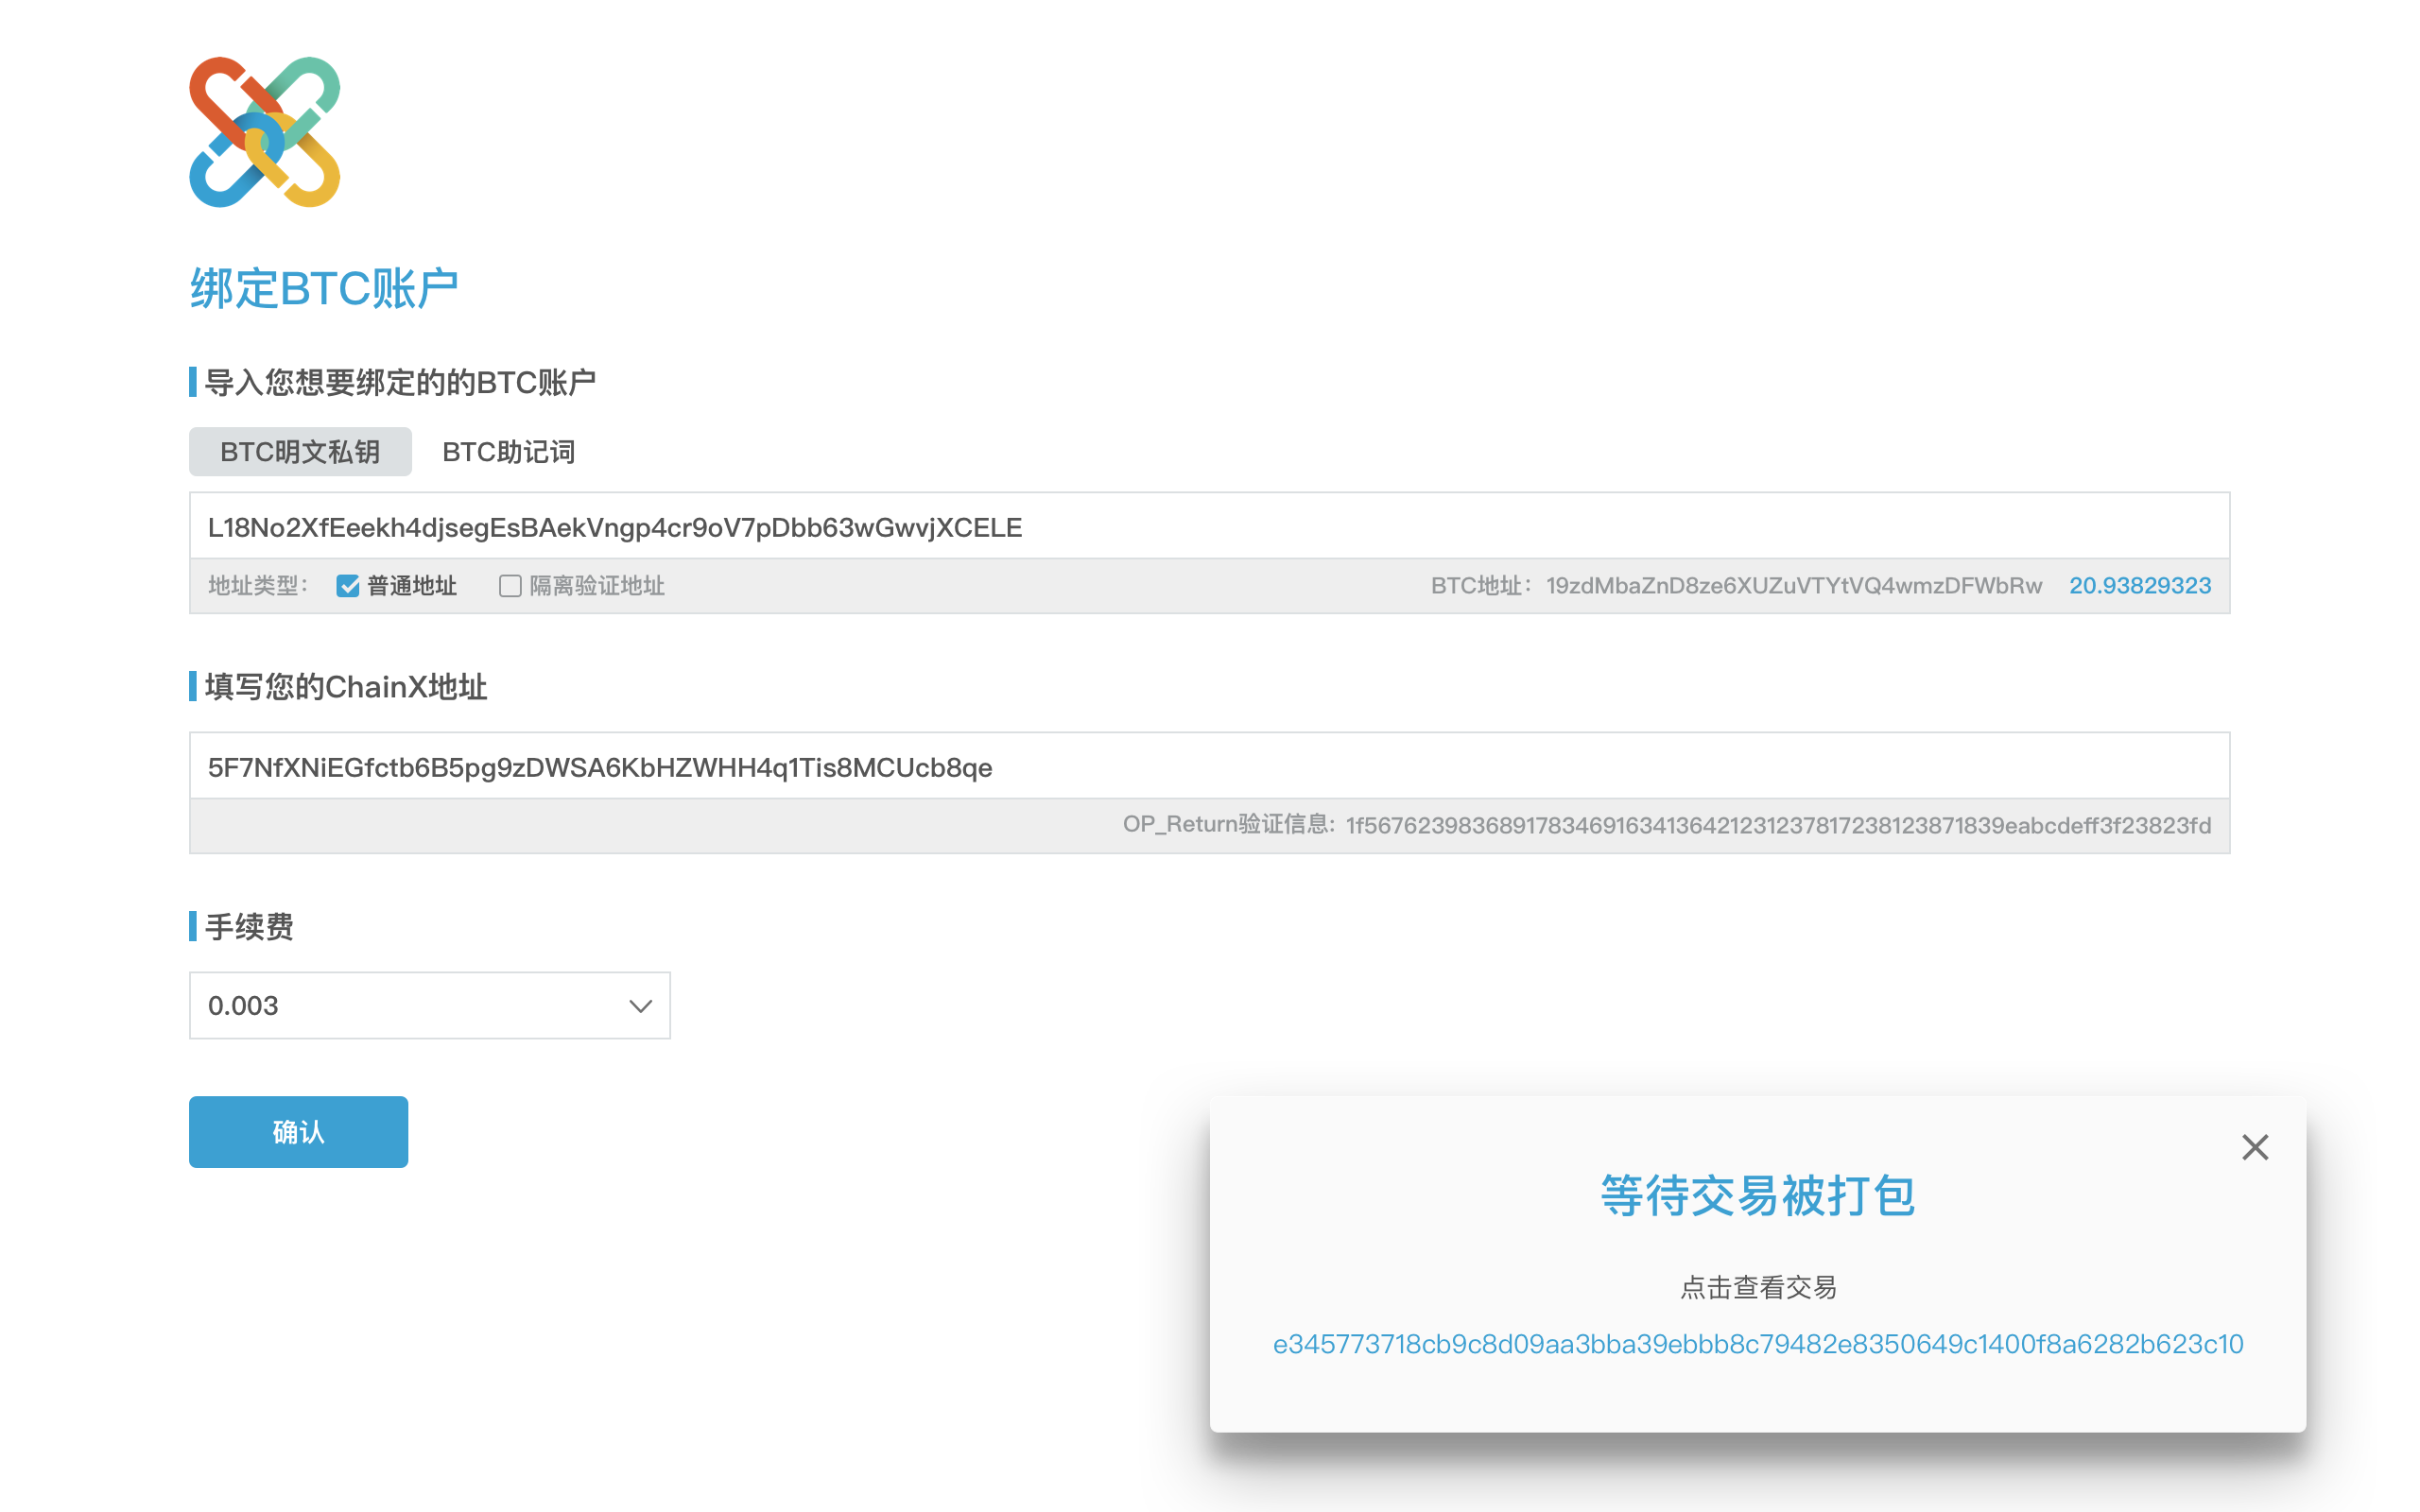 绑定BTC账户
导入您想要绑定的的BTC账户
BTC明文私钥 BTC助记词
L18No2XfEeekh4djsegEsBAekVngp4cr9oV7pDbb63wGwvjXCELE
地址类型： 普通地址 隔离验证地址 BTC地址：19zdMbaZnD8ze6XUZuVTYtVQ4wmzDFWbRw 20.93829323
填写您的ChainX地址
5F7NfXNiEGfctb6B5pg9zDWSA6KbHZWHH4q1Tis8MCUcb8qe
OP_Return验证信息: 1f5676239836891783469163413642123123781723812387​1839eabcdeff3f23823fd
手续费
0.003
确认
等待交易被打包
点击查看交易
e345773718cb9c8d09aa3bba39ebbb8c79482e8350649c1400f8a6282b623c10